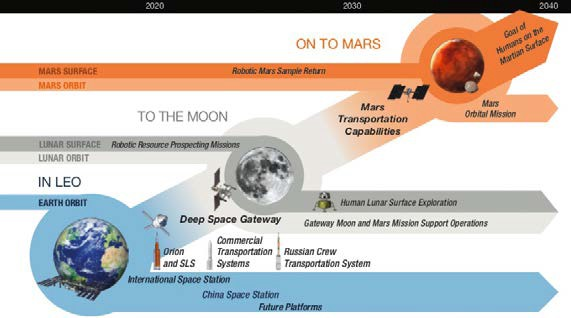 2020
2030
2040
ON TO MARS
Goal of
Humans on the
Martian Surface
MARS SURFACE
Robotic Mars Sample Return
MARS ORBIT
Mars
Transportation
Capabilities
Mars
Orbital Mission
TO THE MOON
LUNAR SURFACE
Robotic Resource Prospecting Missions
LUNAR ORBIT
IN LEO
EARTH ORBIT
Human Lunar Surface Exploration
Deep Space Gateway
Gateway Moon and Mars Mission Support Operations
Orion
and SLS
Commercial
Transportation
Systems
Russian Crew
Transportation System
International Space Station
China Space Station
Future Platforms